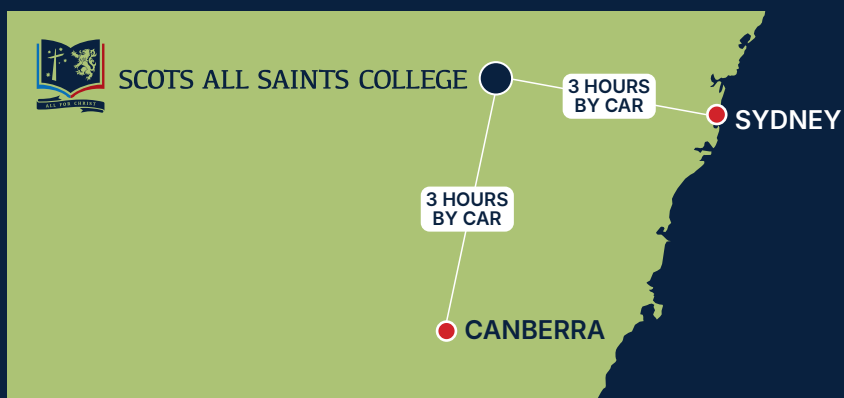 SCOTS ALL SAINTS COLLEGE
ALL FOR CHRIST
3 HOURS
BY CAR
SYDNEY
3 HOURS
BY CAR
CANBERRA